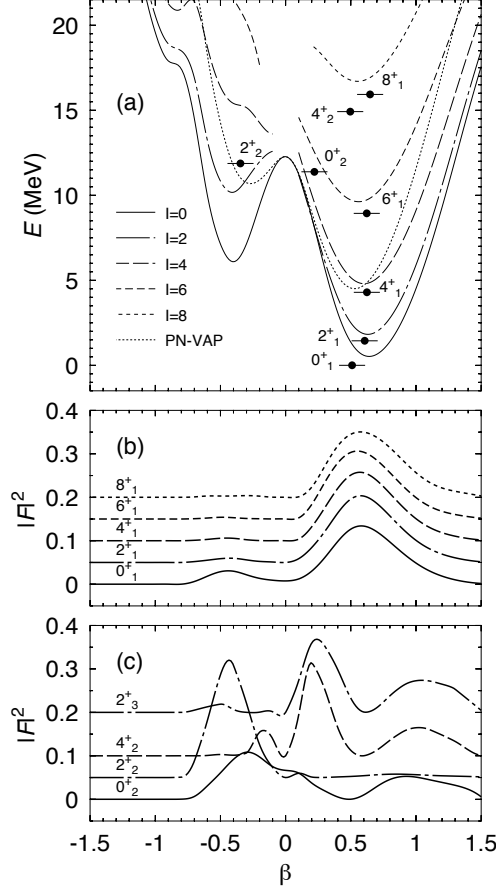 20
15
10
5
0
E (MeV)
(a)
2⁺₂
8⁺₁
4⁺₂
0⁺₂
6⁺₁
4⁺₁
2⁺₁
0⁺₁
I=0
I=2
I=4
I=6
I=8
PN-VAP
0.4
0.3
0.2
0.1
0
|F|²
(b)
8⁺₁
6⁺₁
4⁺₁
2⁺₁
0⁺₁
0.4
0.3
0.2
0.1
0
|F|²
(c)
2⁺₃
4⁺₂
2⁺₂
0⁺₂
-1.5 -1 -0.5 0 0.5 1 1.5
β